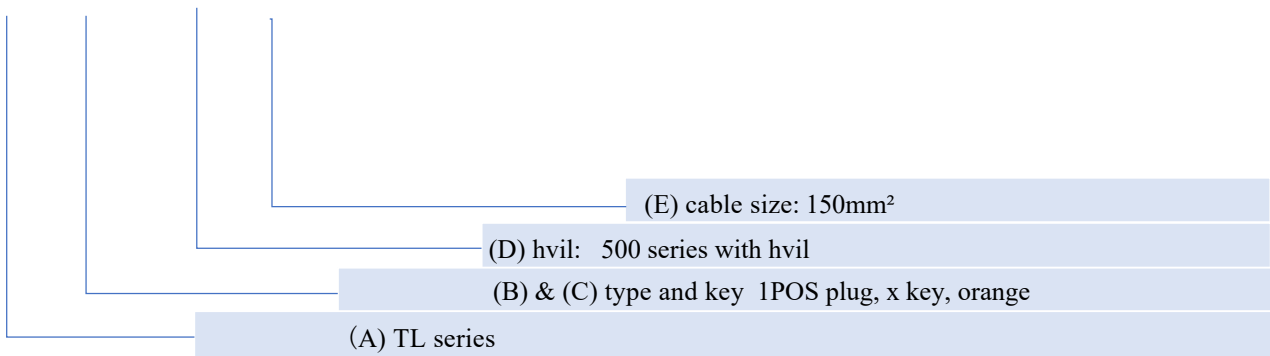 (E) cable size: 150mm²
(D) hvil: 500 series with hvil
(B) & (C) type and key 1POS plug, x key, orange
（A) TL series